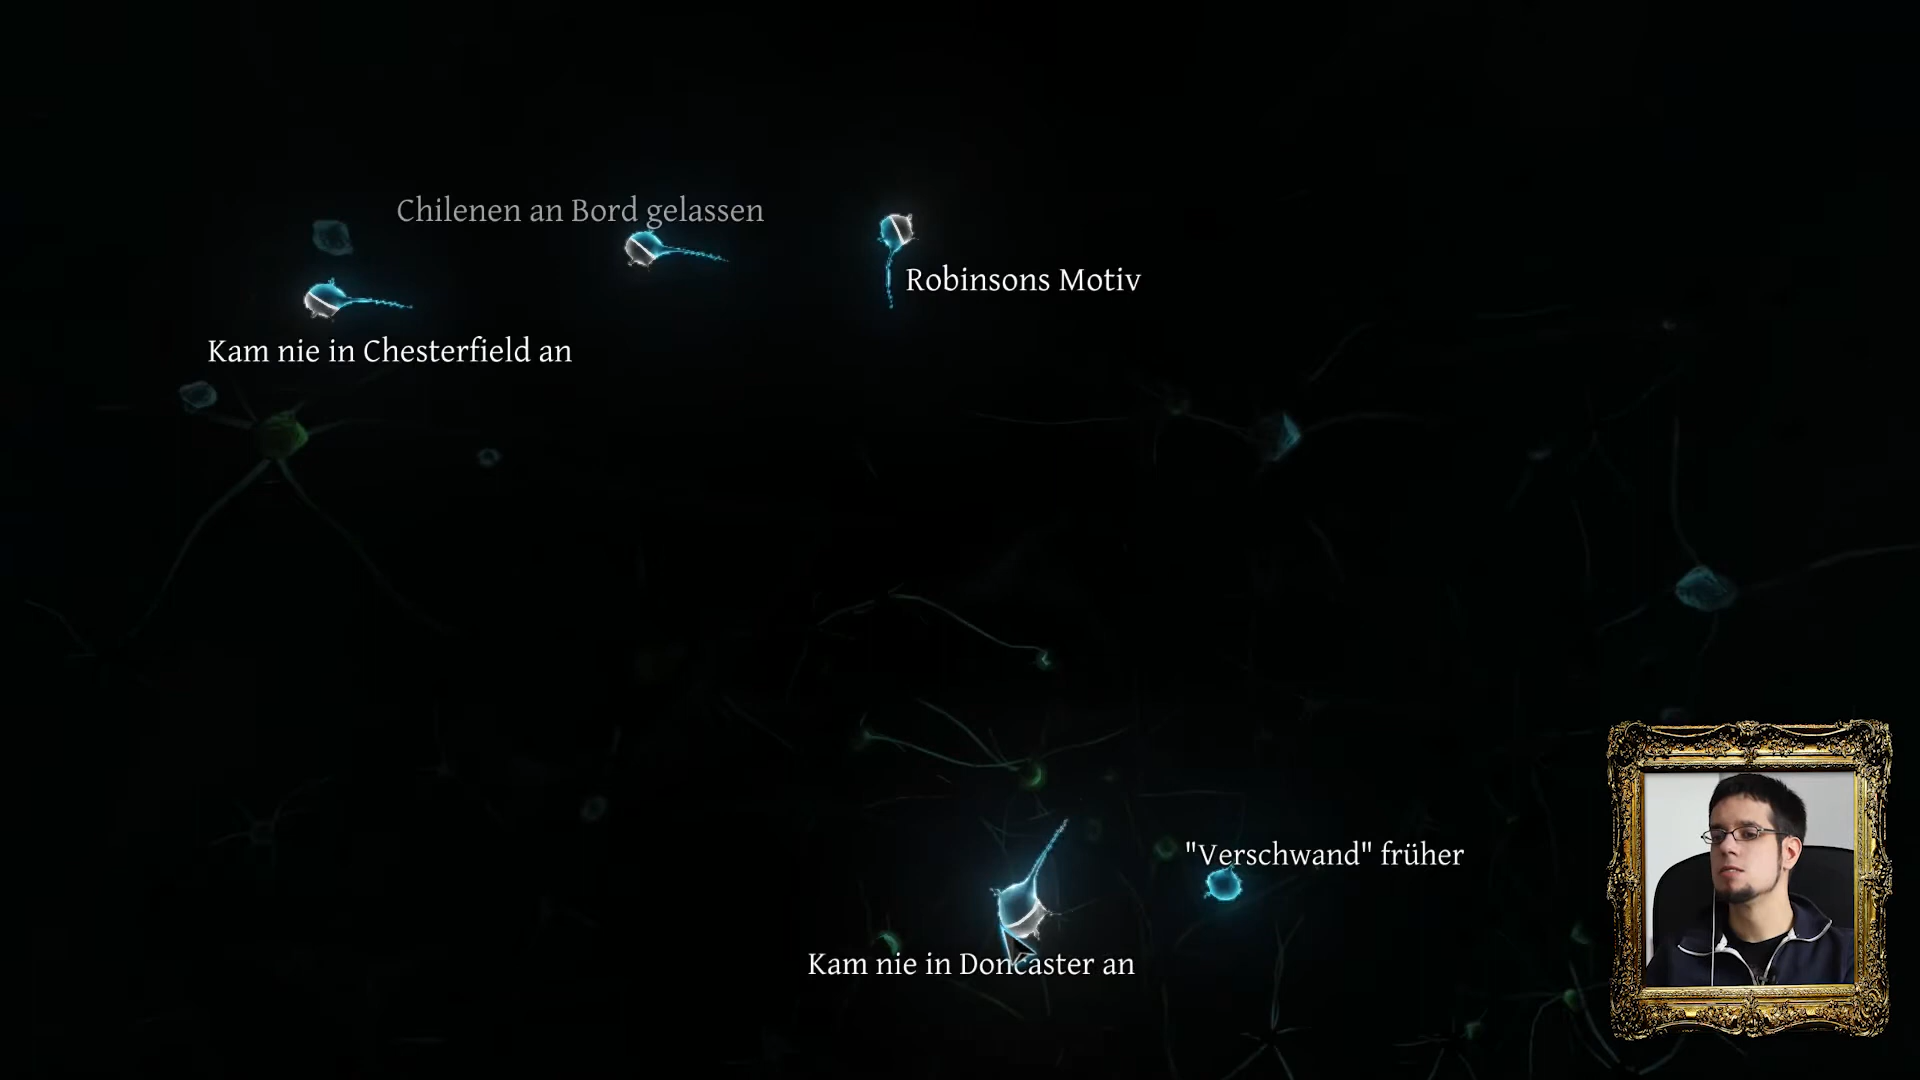 Chilenen an Bord gelassen
Robinsons Motiv
Kam nie in Chesterfield an
"Verschwand" früher
Kam nie in Doncaster an